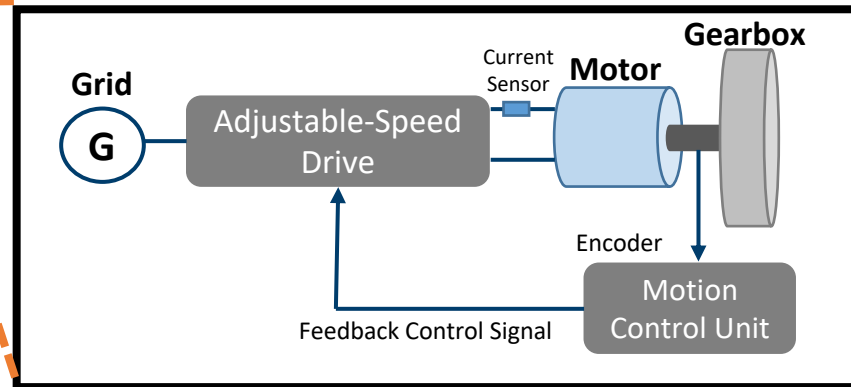 Grid
G
Adjustable-Speed
Drive
Current
Sensor
Motor
Gearbox
Encoder
Motion
Control Unit
Feedback Control Signal